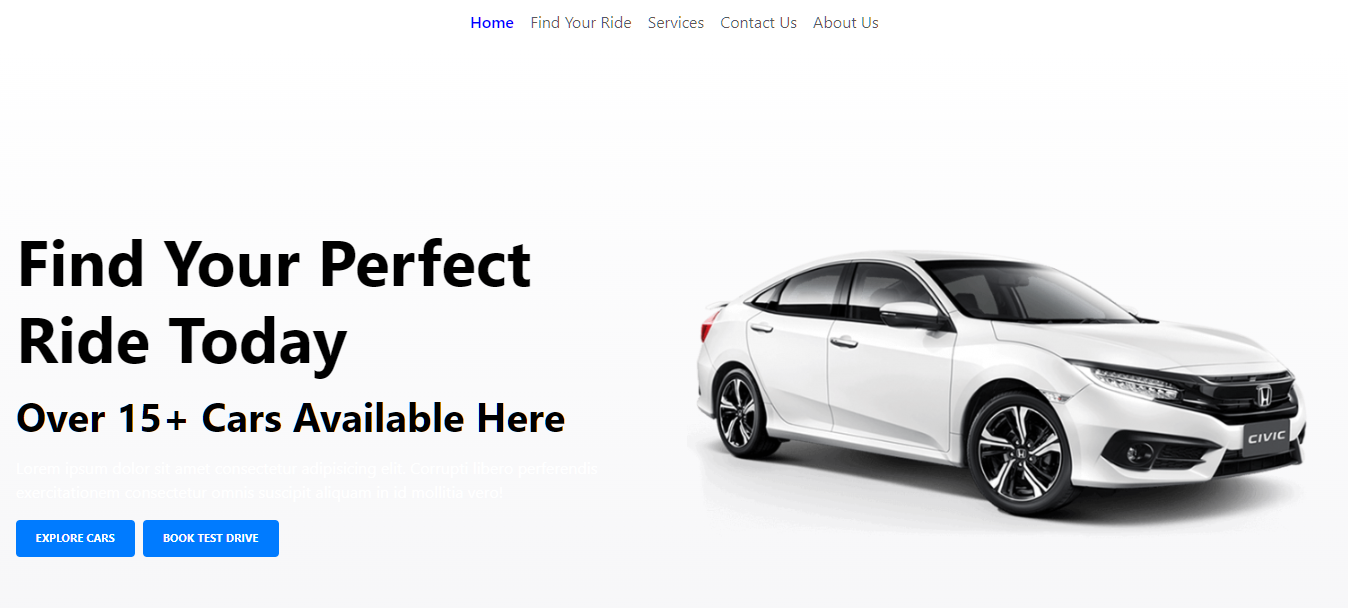 Home Find Your Ride Services Contact Us About Us
Find Your Perfect
Ride Today
Over 15+ Cars Available Here
Lorem ipsum dolor sit amet consectetur adipisicing elit. Corrupti libero perferendis
exercitationem consectetur omnis suscipit aliquam in id mollitia vero!
EXPLORE CARS BOOK TEST DRIVE
CIVIC